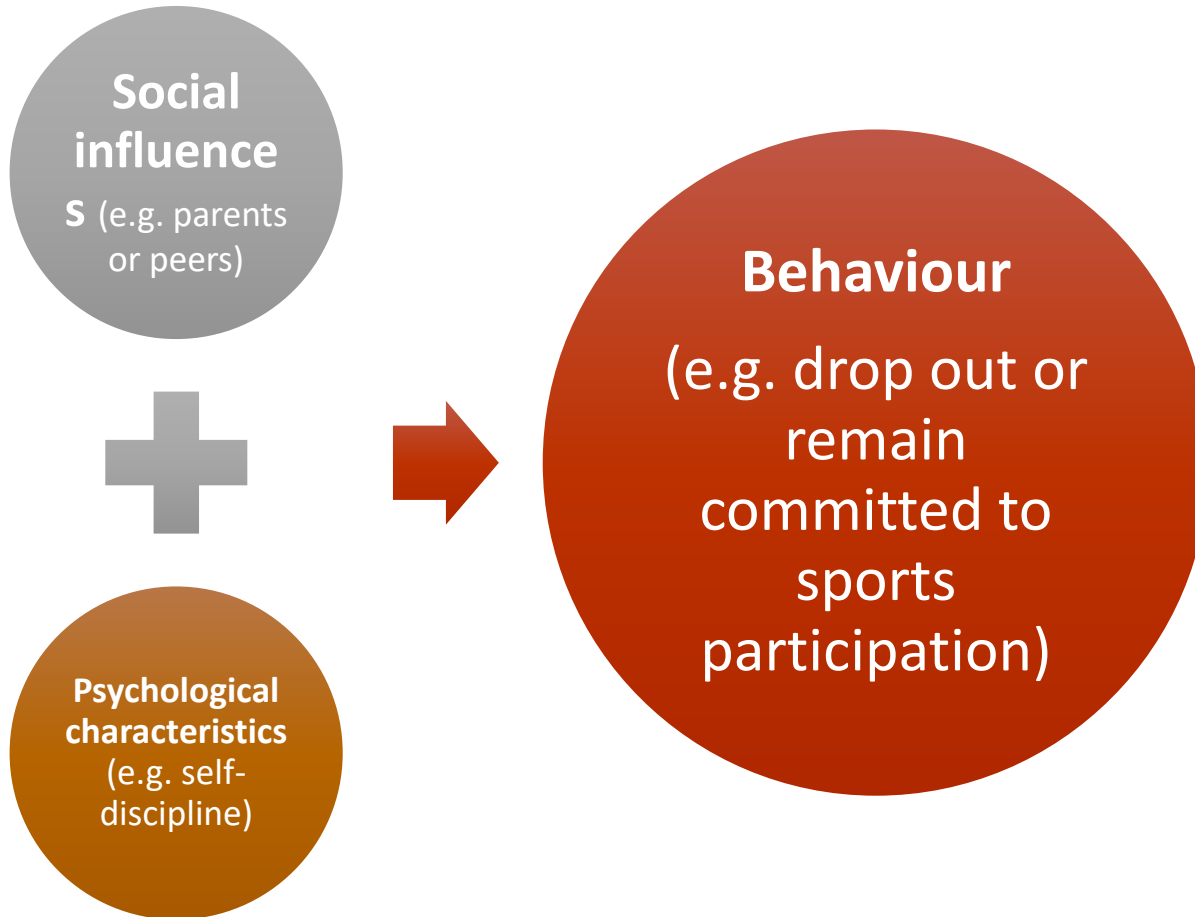 Social
influence
s (e.g. parents
or peers)
Psychological
characteristics
(e.g. self-
discipline)
Behaviour
(e.g. drop out or
remain
committed to
sports
participation)